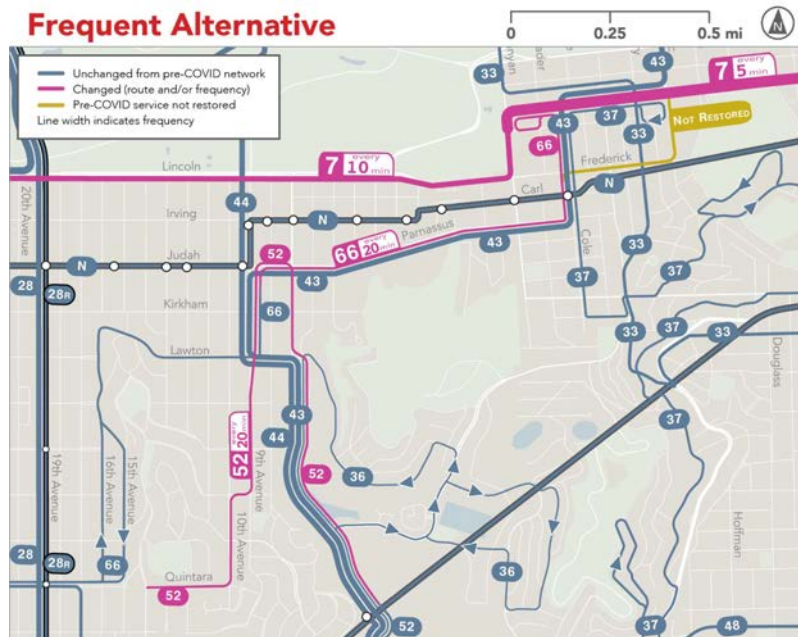 Frequent Alternative
0 0.25 0.5 mi
N
Unchanged from pre-COVID network
Changed (route and/or frequency)
Pre-COVID service not restored
Line width indicates frequency
33
43
7 every 5 min
37
43
33
NOT RESTORED
66
Frederick
Lincoln
7 every 10 min
Carl
N
20th Avenue
44
Irving
N
Parnassus
66 every 20 min
43
Cole
33
Judah
N
52
43
37
37
28
28R
Kirkham
66
33
33
Lawton
37
Douglass
43
44
9th Avenue
52 every 20 min
52
36
37
19th Avenue
16th Avenue
15th Avenue
10th Avenue
Hoffman
28
28R
66
Quintara
52
36
52
37
48